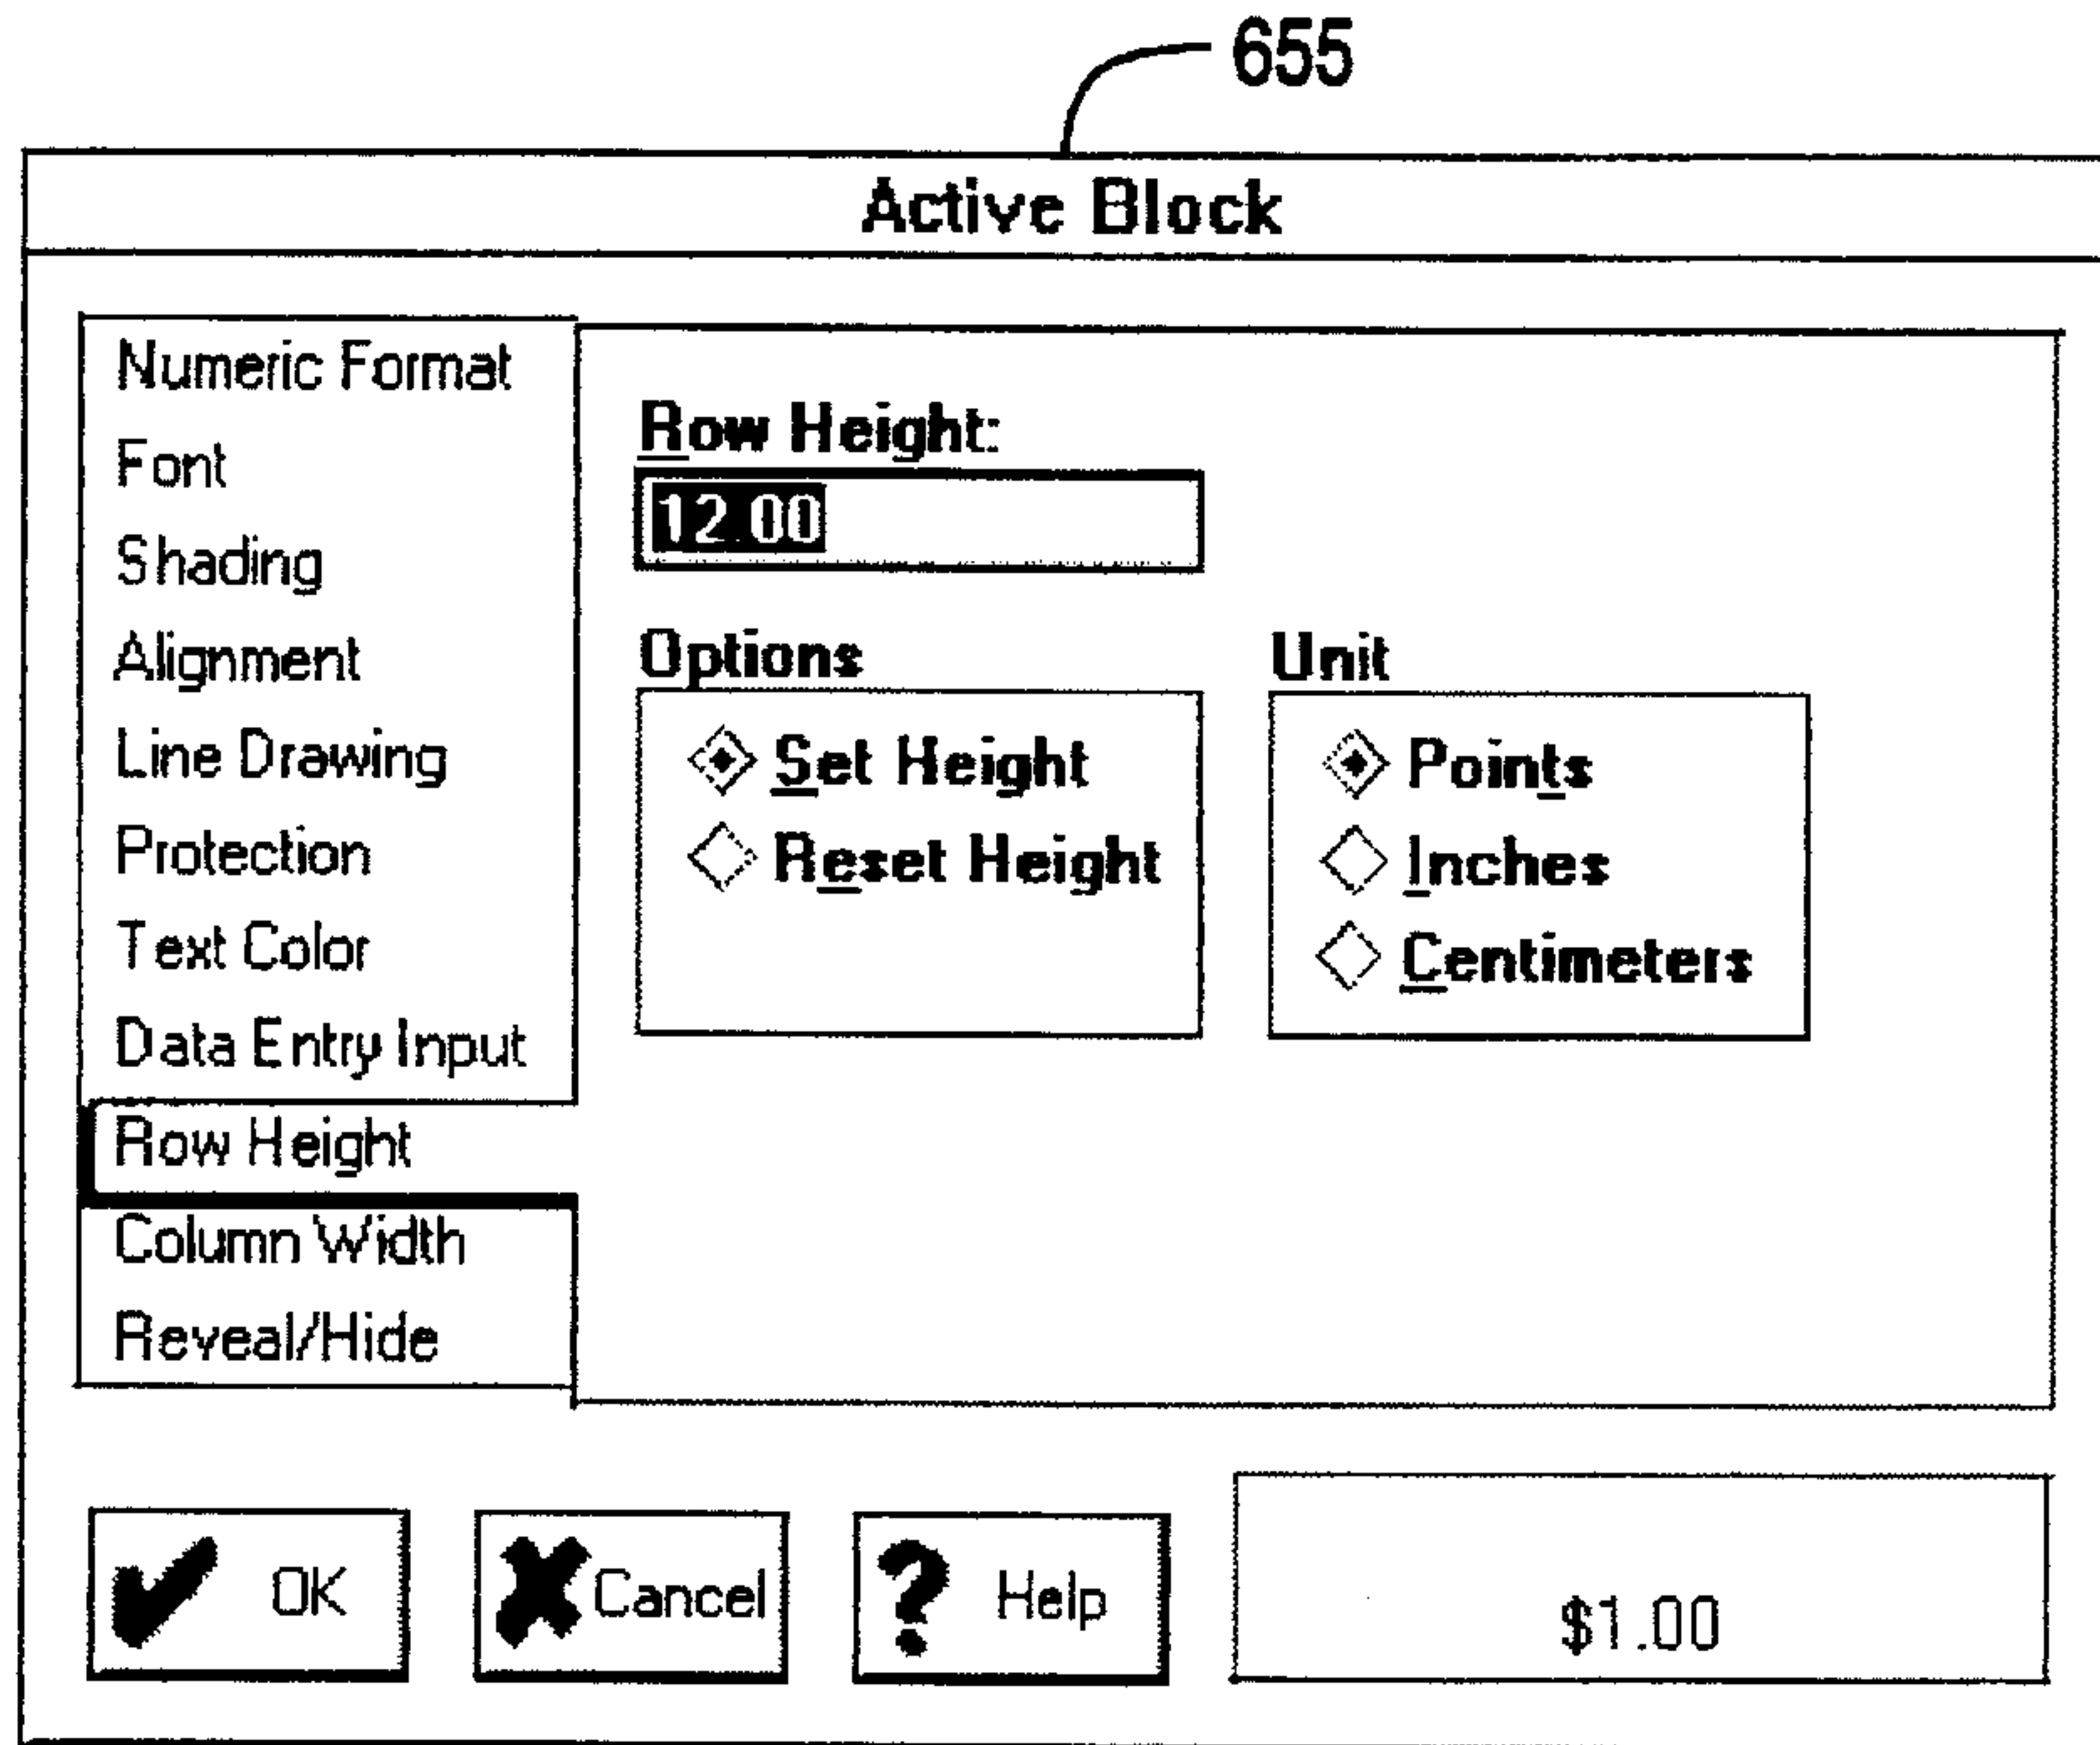 655
Active Block
Numeric Format
Font
Shading
Alignment
Line Drawing
Protection
Text Color
Data Entry Input
Row Height
Column Width
Reveal/Hide
Row Height:
12.00
Options
Set Height
Reset Height
Unit
Points
Inches
Centimeters
OK
Cancel
Help
$1.00